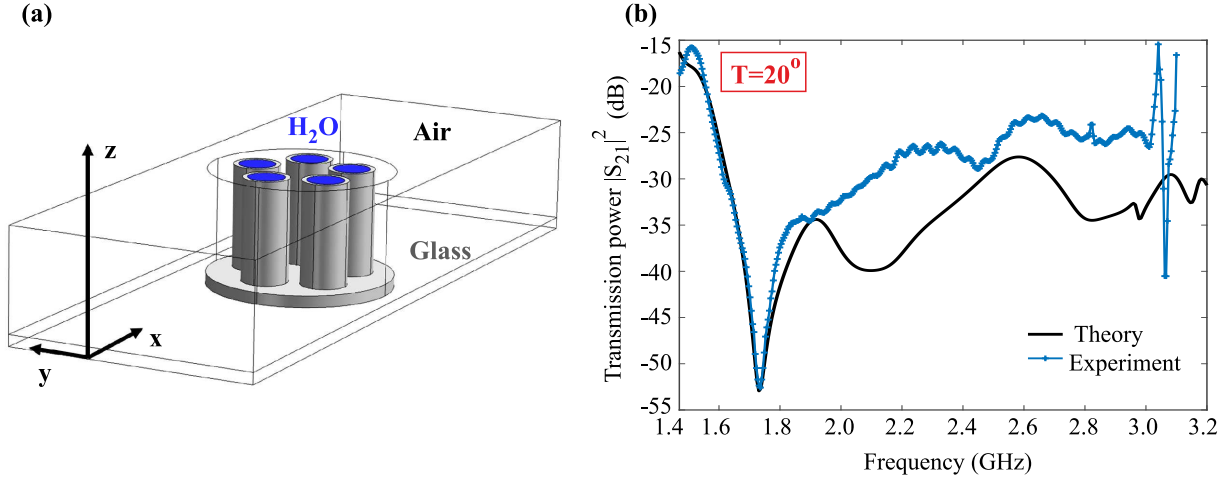 (a)
z
H₂O
Air
Glass
x
y
(b)
Transmission power |S₂₁|² (dB)
-15
-20
-25
-30
-35
-40
-45
-50
-55
T=20°
Theory
Experiment
1.4 1.6 1.8 2.0 2.2 2.4 2.6 2.8 3.0 3.2
Frequency (GHz)